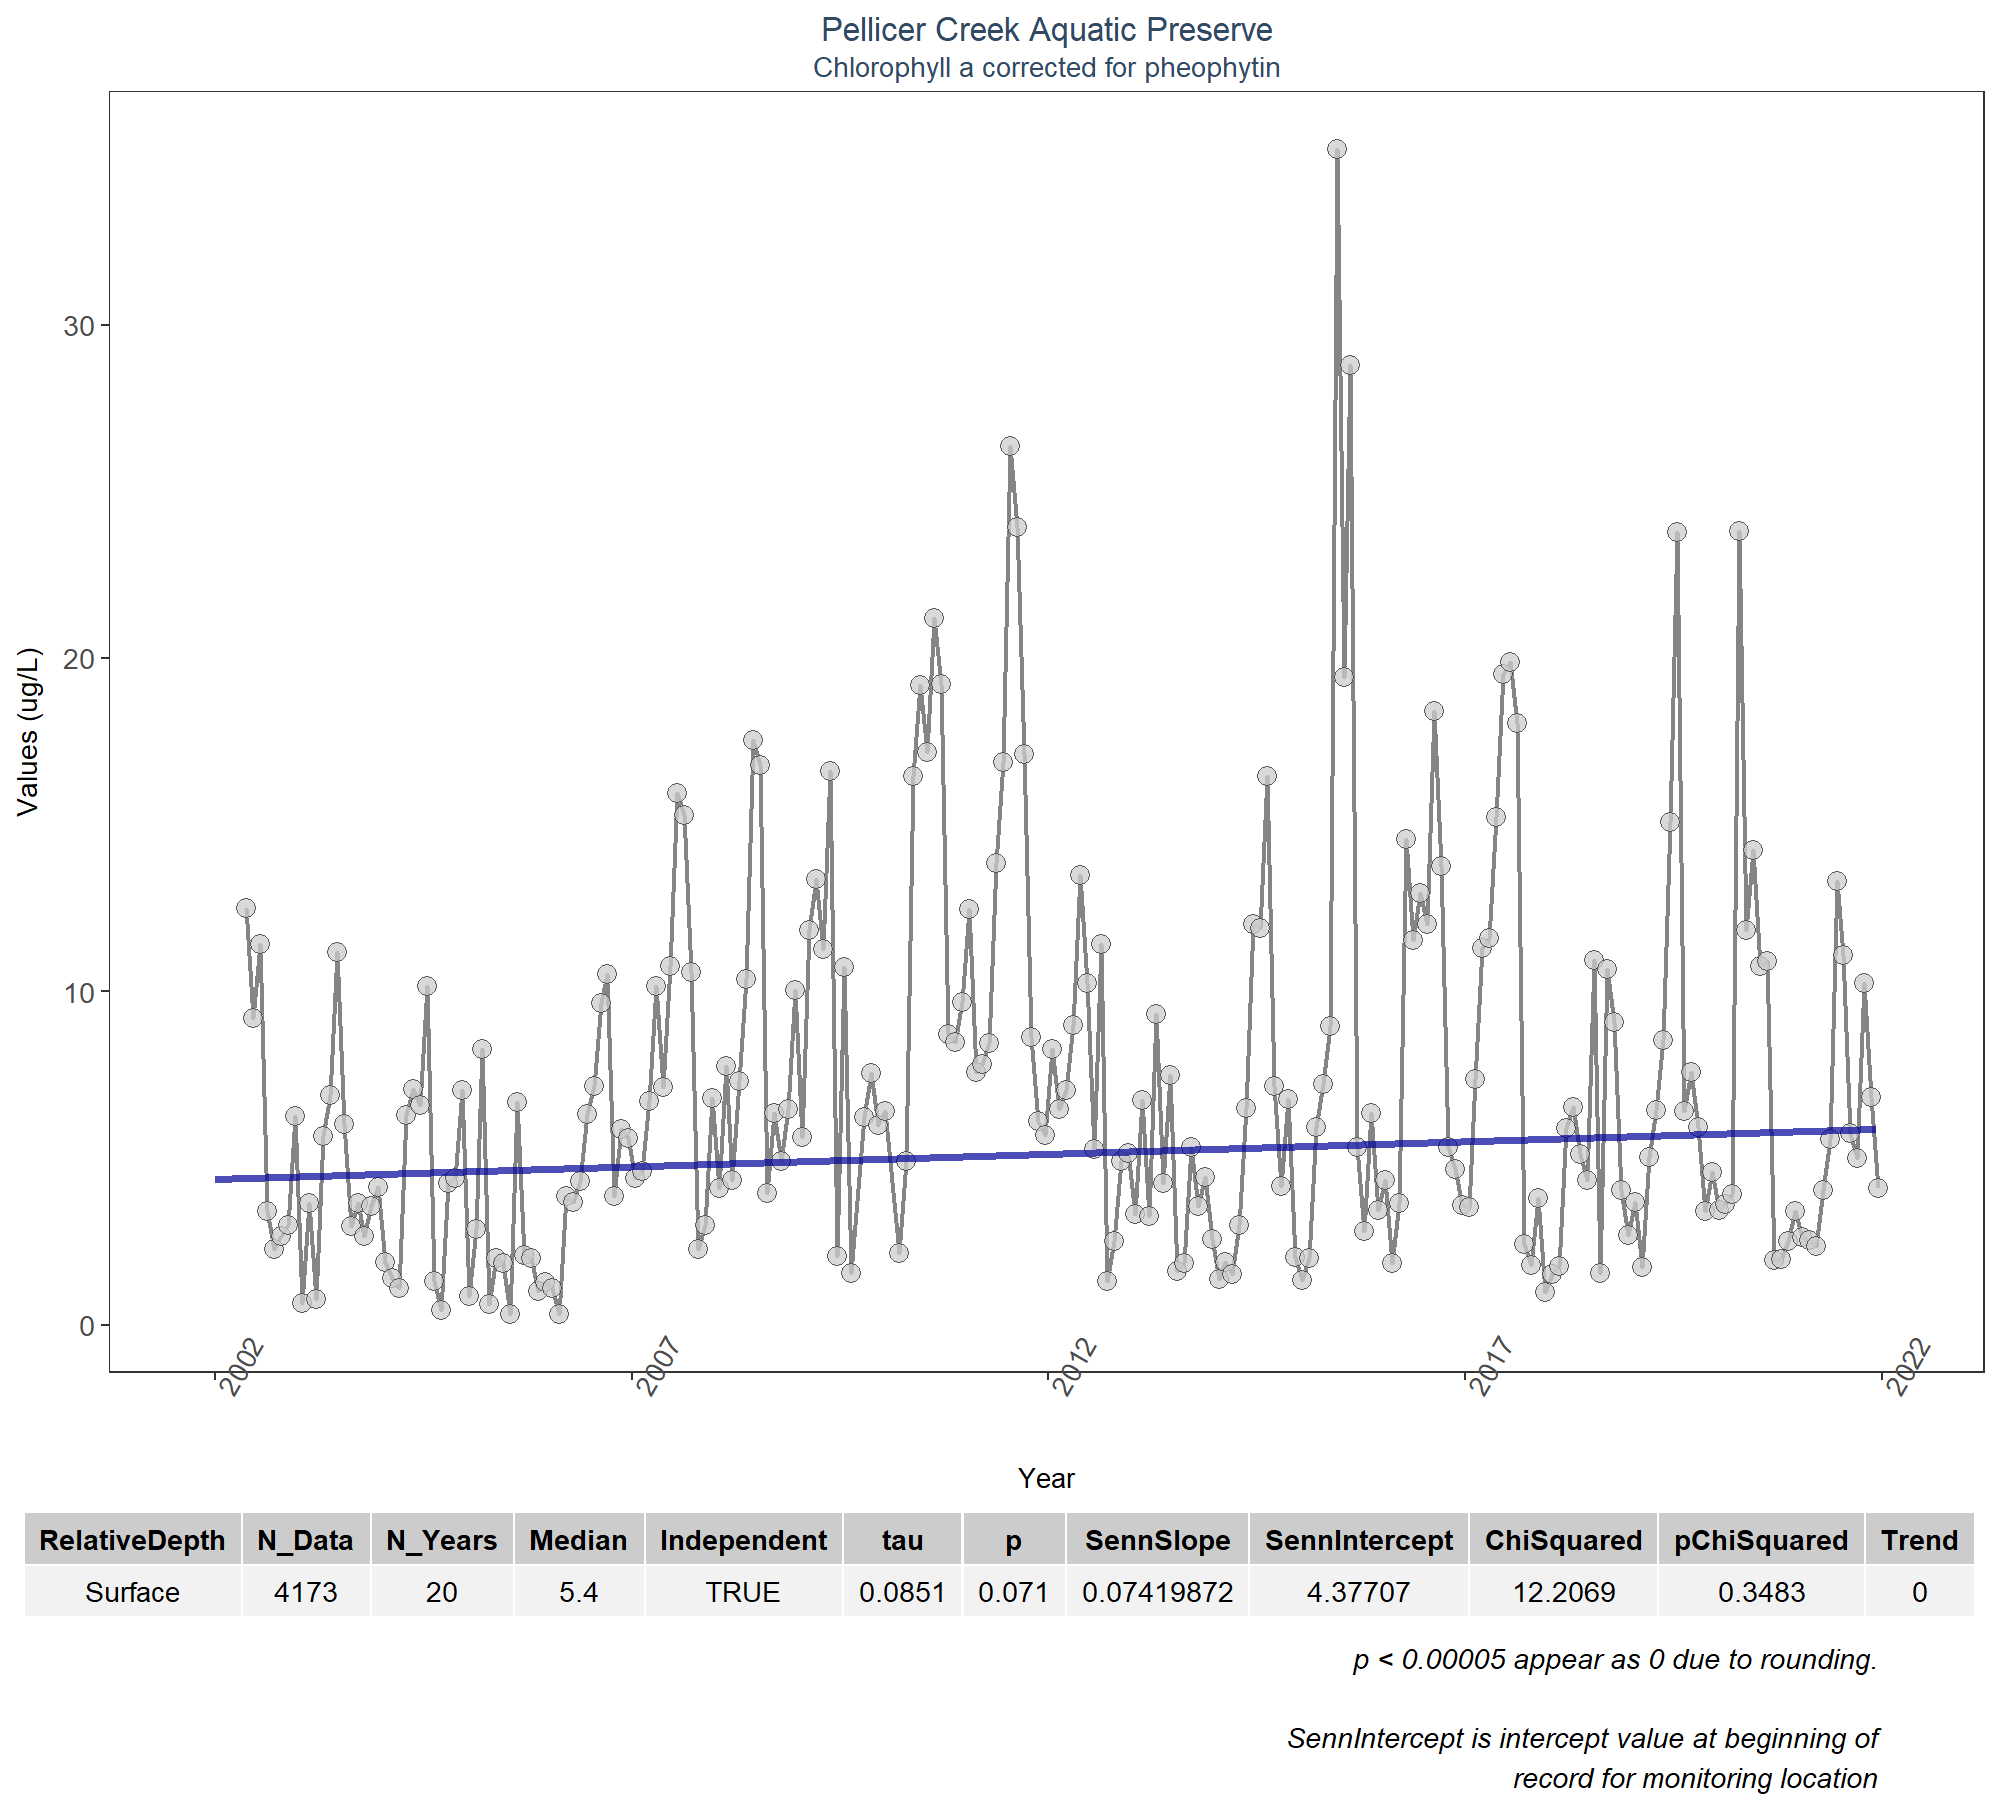 Pellicer Creek Aquatic Preserve
Chlorophyll a corrected for pheophytin
Values (ug/L)
30
20
10
0
2002 2007 2012 2017 2022
Year
RelativeDepth N_Data N_Years Median Independent tau p SennSlope SennIntercept ChiSquared pChiSquared Trend
Surface 4173 20 5.4 TRUE 0.0851 0.071 0.07419872 4.37707 12.2069 0.3483 0
p < 0.00005 appear as 0 due to rounding.
SennIntercept is intercept value at beginning of
record for monitoring location